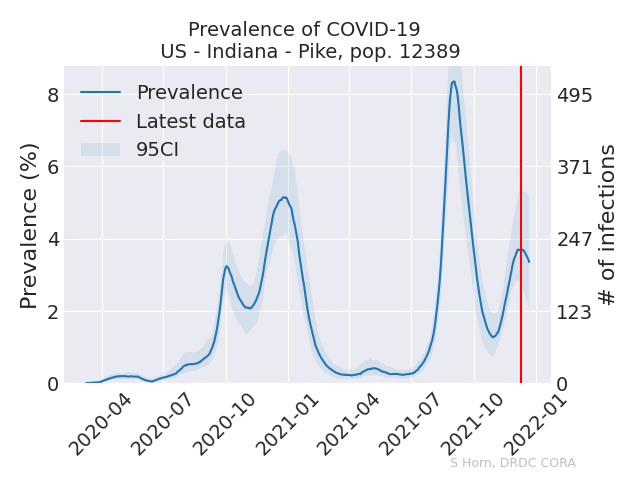 Prevalence of COVID-19
US - Indiana - Pike, pop. 12389
Prevalence
Latest data
95CI
Prevalence (%)
8
6
4
2
0
495
371
247
123
0
# of infections
2020-04
2020-07
2020-10
2021-01
2021-04
2021-07
2021-10
2022-01
S Horn, DRDC CORA